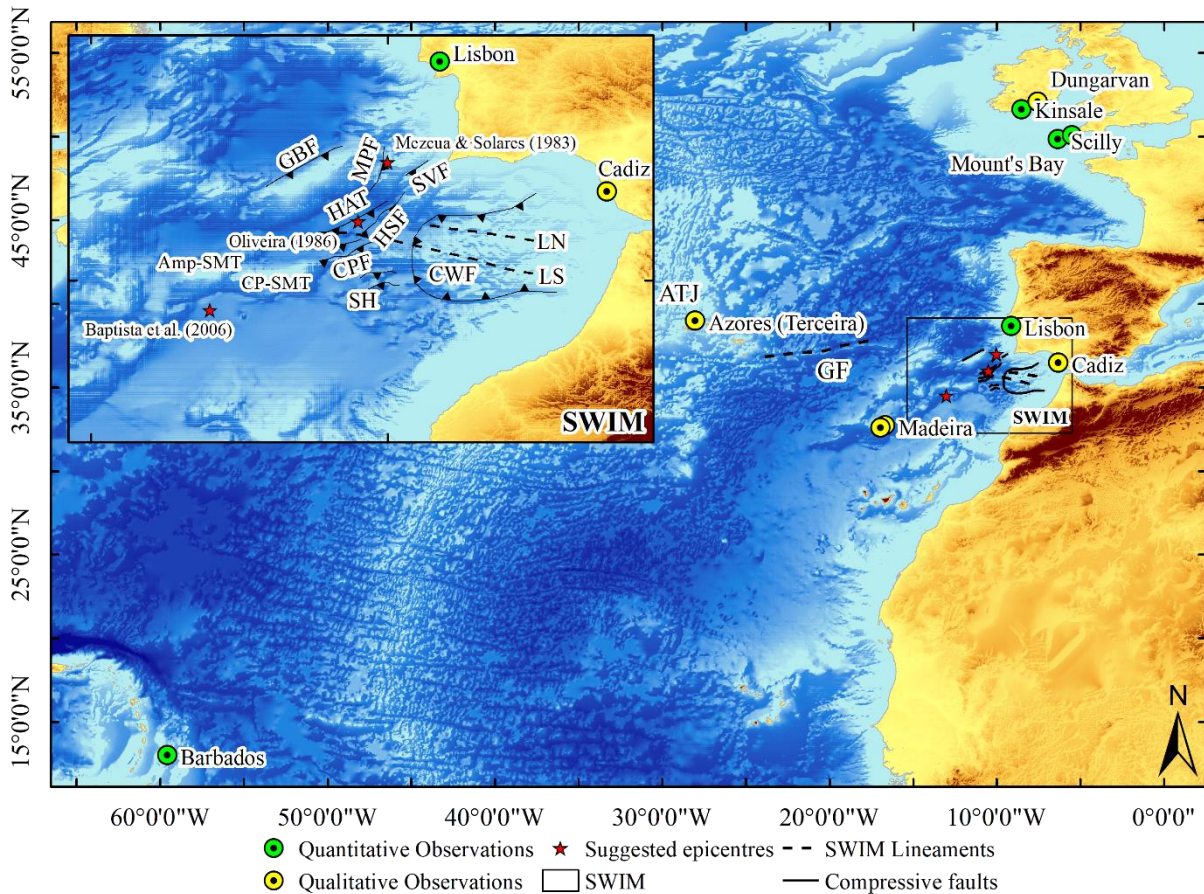 55°0'0"N
45°0'0"N
35°0'0"N
25°0'0"N
15°0'0"N
Lisbon
GBF
MPF
Mezcua & Solares (1983)
SVF
Cadiz
HAT
HSF
Oliveira (1986)
LN
Amp-SMT
CPF
CP-SMT
CWF
LS
SH
Baptista et al. (2006)
SWIM
Dungarvan
Kinsale
Scilly
Mount's Bay
ATJ
Azores (Terceira)
Lisbon
GF
Cadiz
SWIM
Madeira
Barbados
N
60°0'0"W
50°0'0"W
40°0'0"W
30°0'0"W
20°0'0"W
10°0'0"W
0°0'0"W
Quantitative Observations
Suggested epicentres
SWIM Lineaments
Qualitative Observations
SWIM
Compressive faults